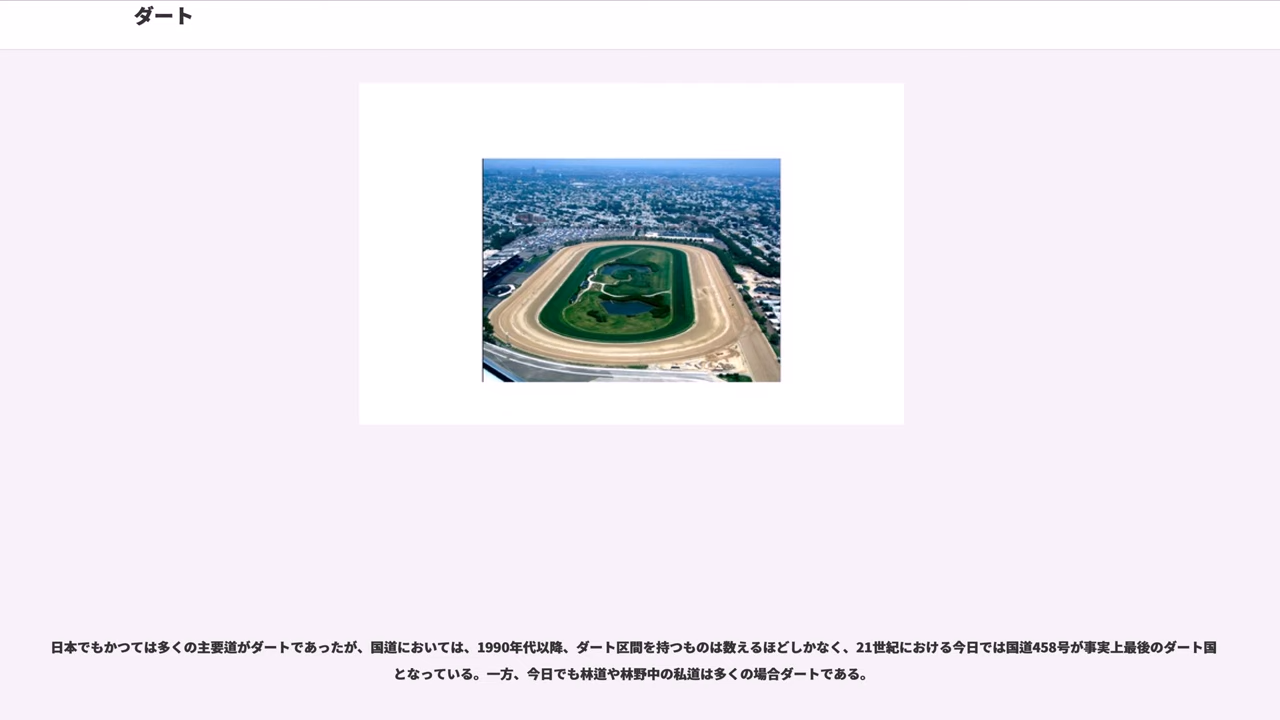 ダート
日本でもかつては多くの主要道がダートであったが、国道においては、1990年代以降、ダート区間を持つものは数えるほどしかなく、21世紀における今日では国道458号が事実上最後のダート国
となっている。一方、今日でも林道や林野中の私道は多くの場合ダートである。